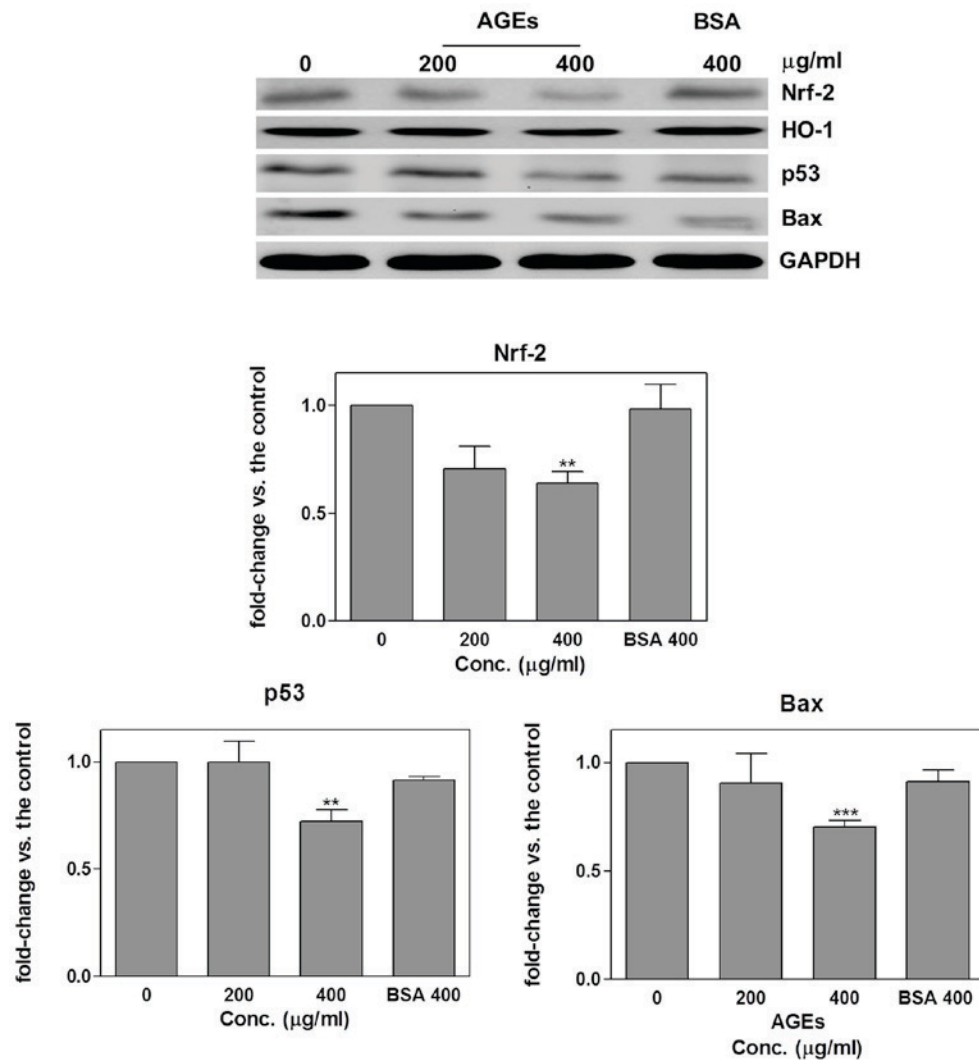 AGEs BSA
0 200 400 400 μg/ml
Nrf-2
HO-1
p53
Bax
GAPDH
Nrf-2
fold-change vs. the control
1.0
**
0.5
0.0
0 200 400 BSA 400
Conc. (μg/ml)
p53
fold-change vs. the control
1.0
**
0.5
0.0
0 200 400 BSA 400
Conc. (μg/ml)
Bax
fold-change vs. the control
1.0
***
0.5
0.0
0 200 400 BSA 400
AGEs
Conc. (μg/ml)